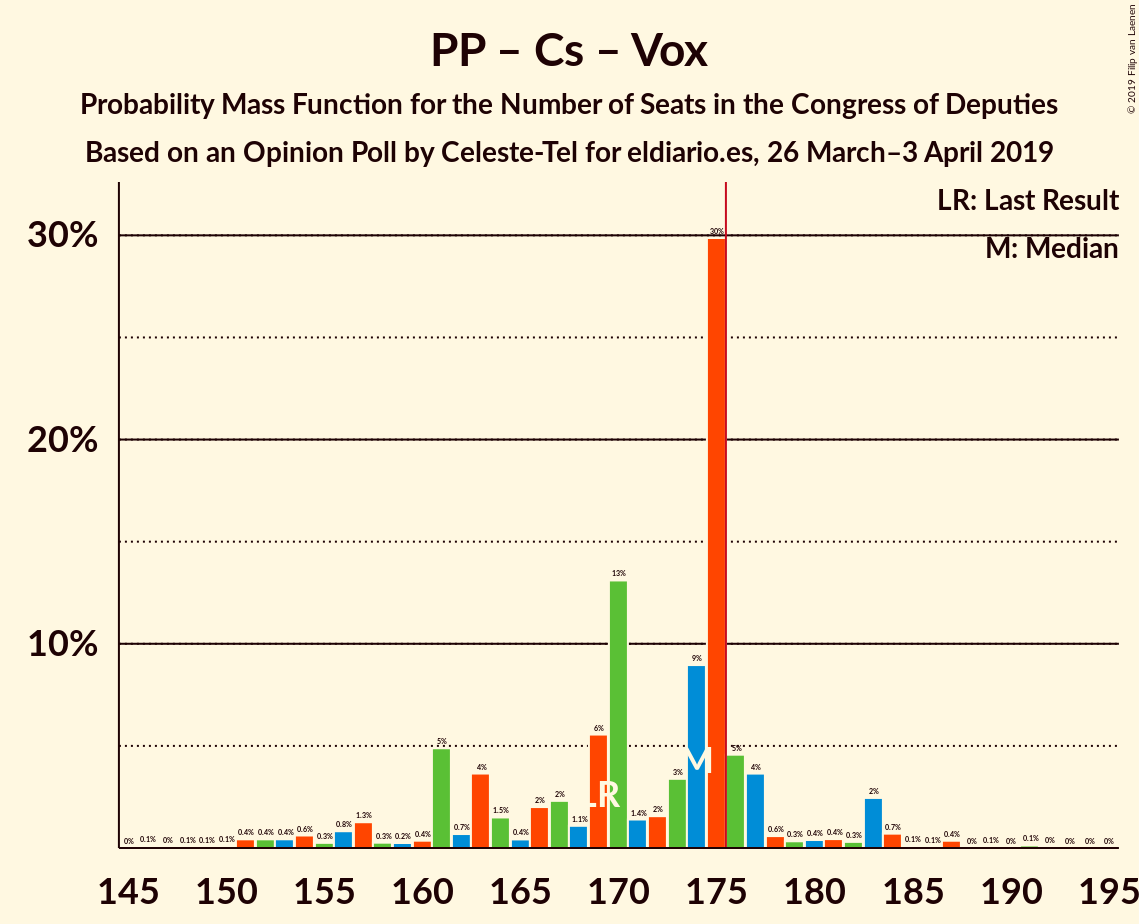 PP – Cs – Vox
Probability Mass Function for the Number of Seats in the Congress of Deputies
Based on an Opinion Poll by Celeste-Tel for eldiario.es, 26 March–3 April 2019
© 2019 Filip van Laenen
LR: Last Result
M: Median
30%
20%
10%
0% 0.1% 0% 0.1% 0.1% 0.1% 0.4% 0.4% 0.4% 0.6% 0.3% 0.8% 1.3% 0.3% 0.2% 0.4% 5% 0.7% 4% 1.5% 0.4% 2% 2% 1.1% 6% 13% 1.4% 2% 3% 9% 30% 5% 4% 0.6% 0.3% 0.4% 0.4% 0.3% 2% 0.7% 0.1% 0.1% 0.4% 0% 0.1% 0% 0.1% 0% 0% 0% 0%
LR
M
145 150 155 160 165 170 175 180 185 190 195